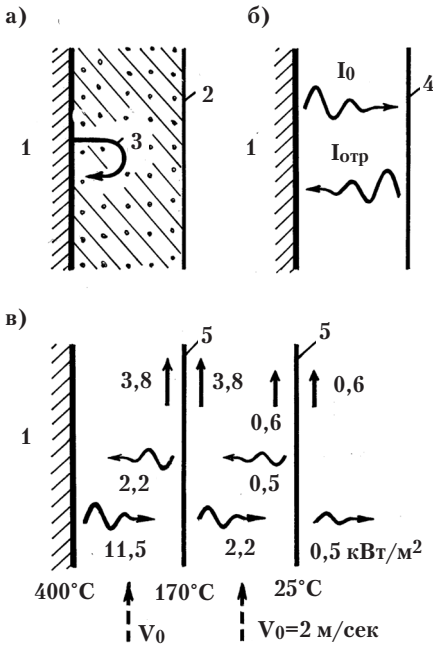 а)
б)
1
2
3
1
I₀
Iотр
4
в)
1
5
5
3,8
3,8
0,6
0,6
2,2
0,5
11,5
2,2
0,5 кВт/м²
400°C
170°C
25°C
V₀
V₀=2 м/сек